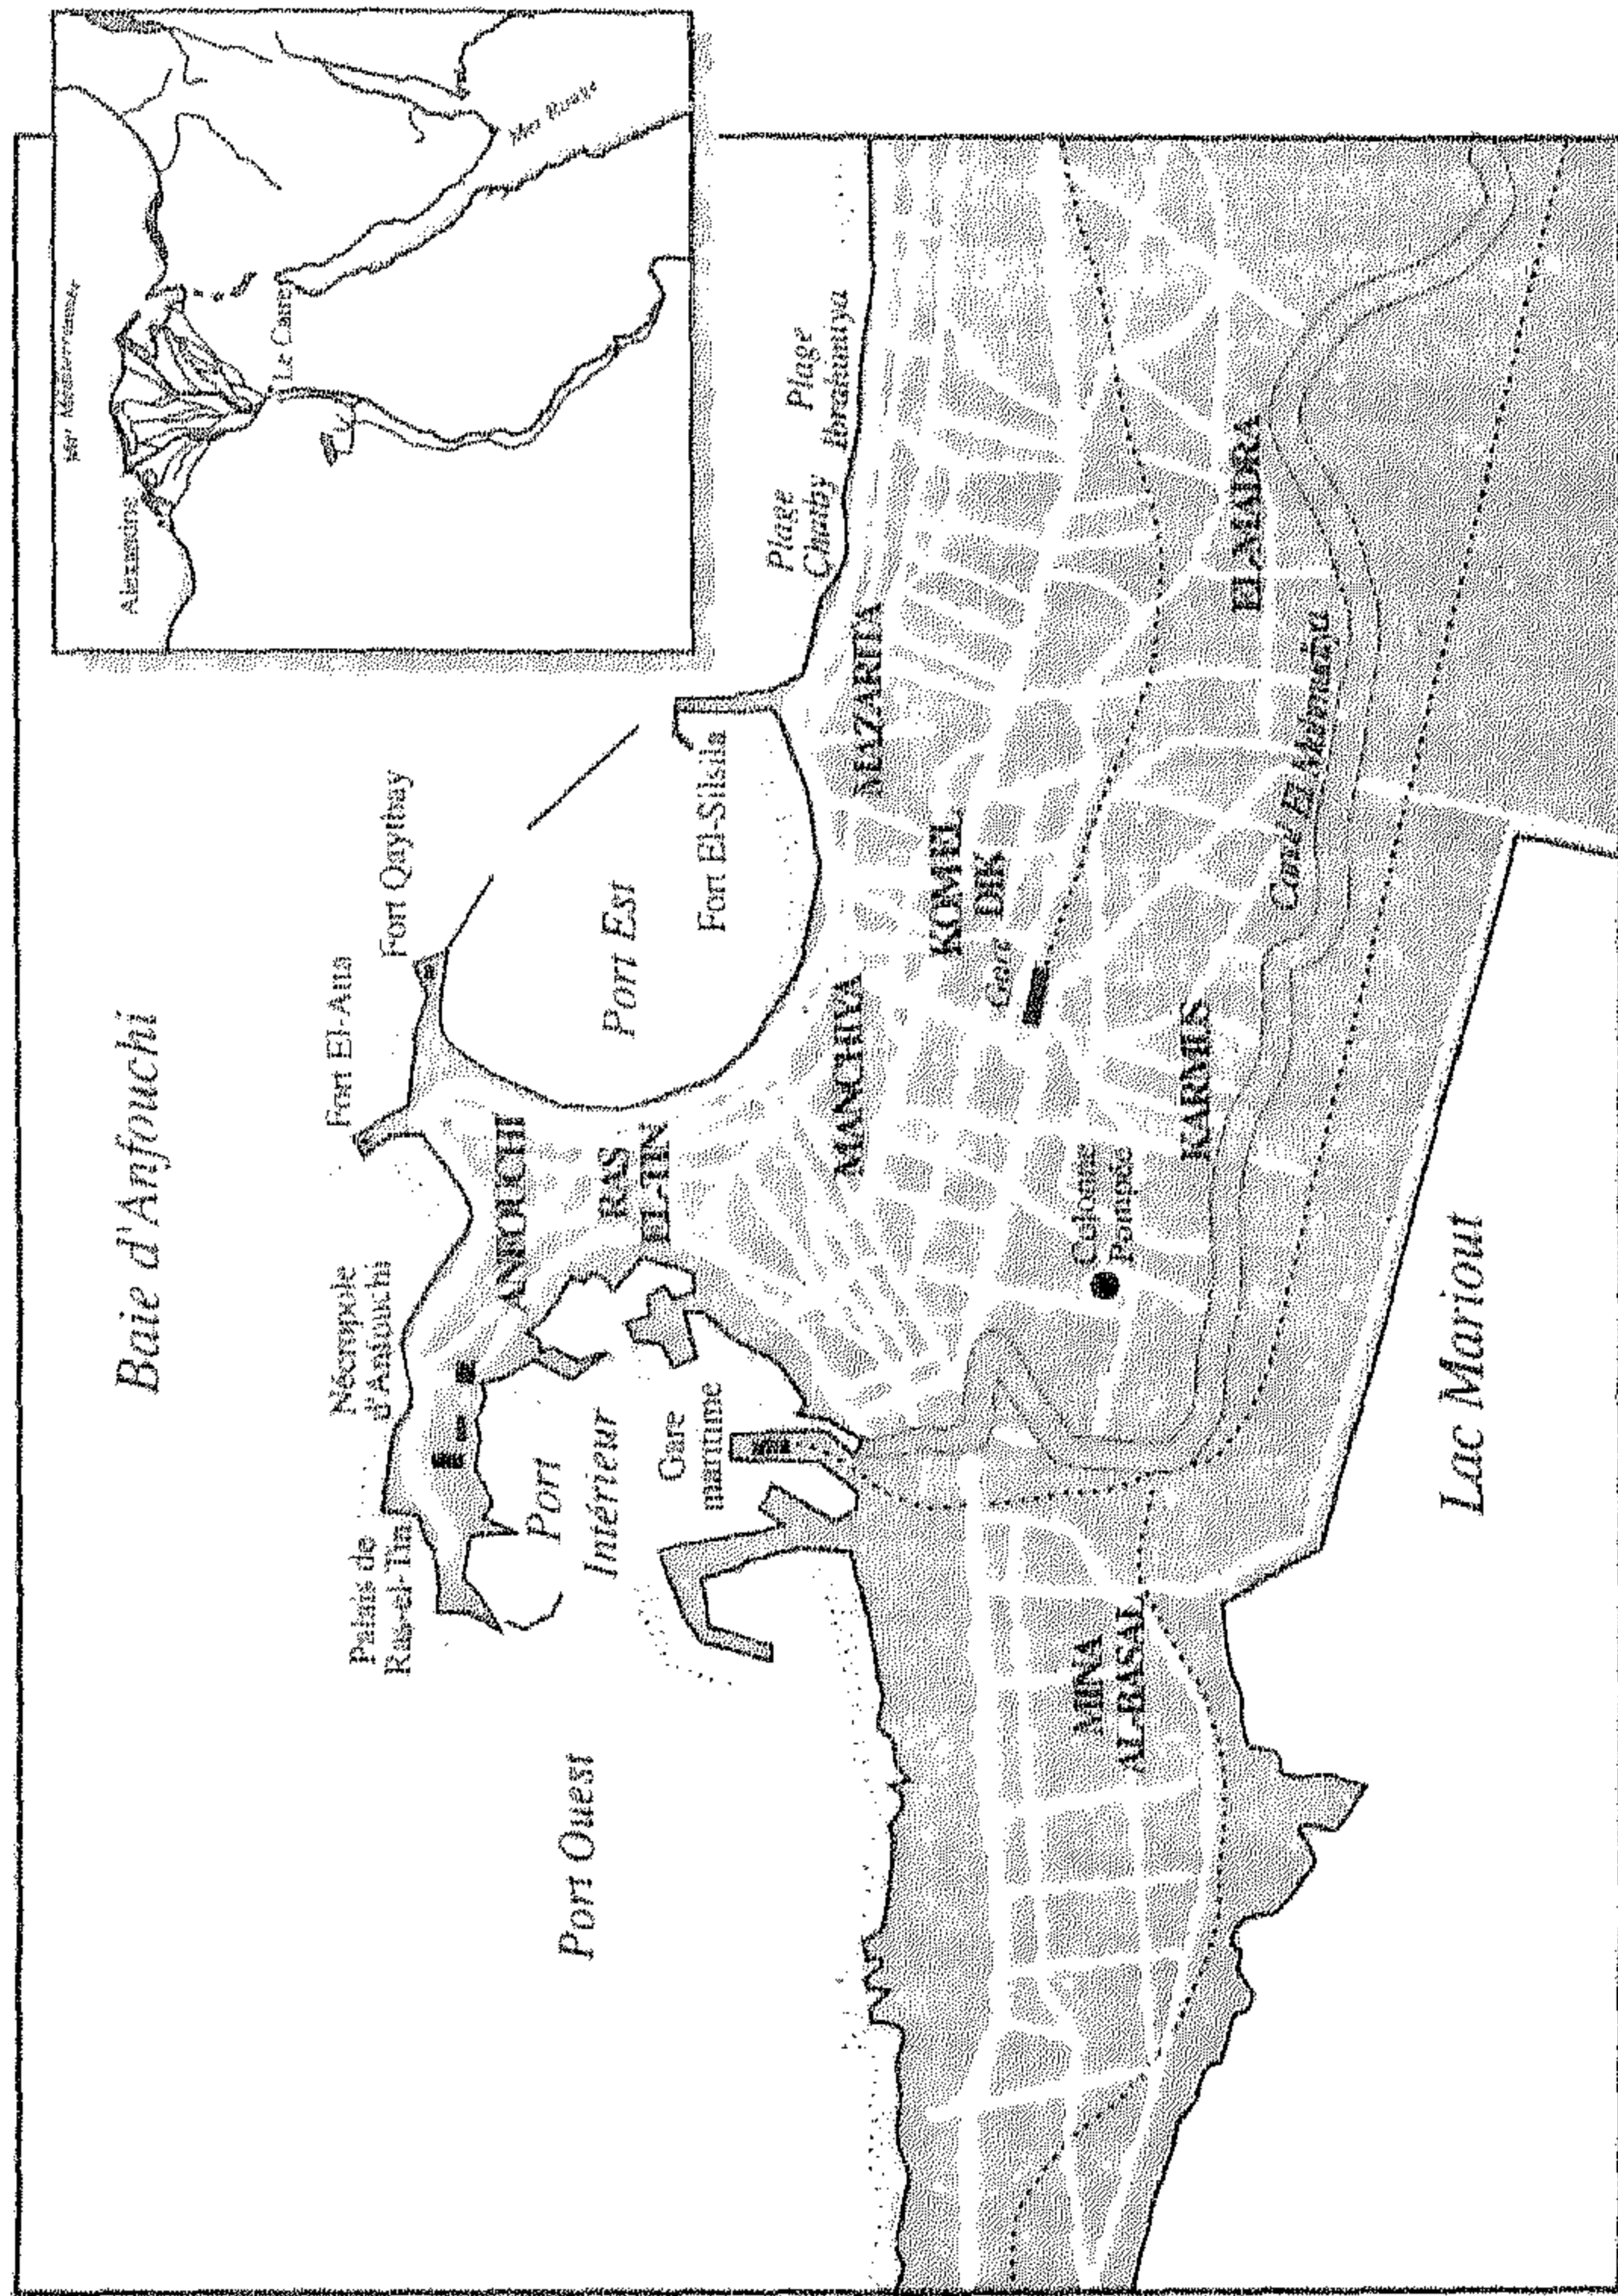 Baie d'Anfouchi
Fort El-Atta
Fort Qaytbay
Nécropole
d'Anfouchi
Palais de
Ras-el-Tin
ANFOUCHI
RAS
EL-TIN
Port Est
Fort El-Silsila
Port
Intérieur
Gare
maritime
Port Ouest
Plage
Chatby
Plage
Ibrahimiya
MAZARITA
MANCHIYA
KOM EL
DIK
Gare
Colonne
Pompée
KARMUS
EL-HADRA
Canal El Mahmudiya
MINA
AL-BASAL
Lac Mariout
Mer Méditerranée
Alexandrie
Le Caire
Mer Rouge